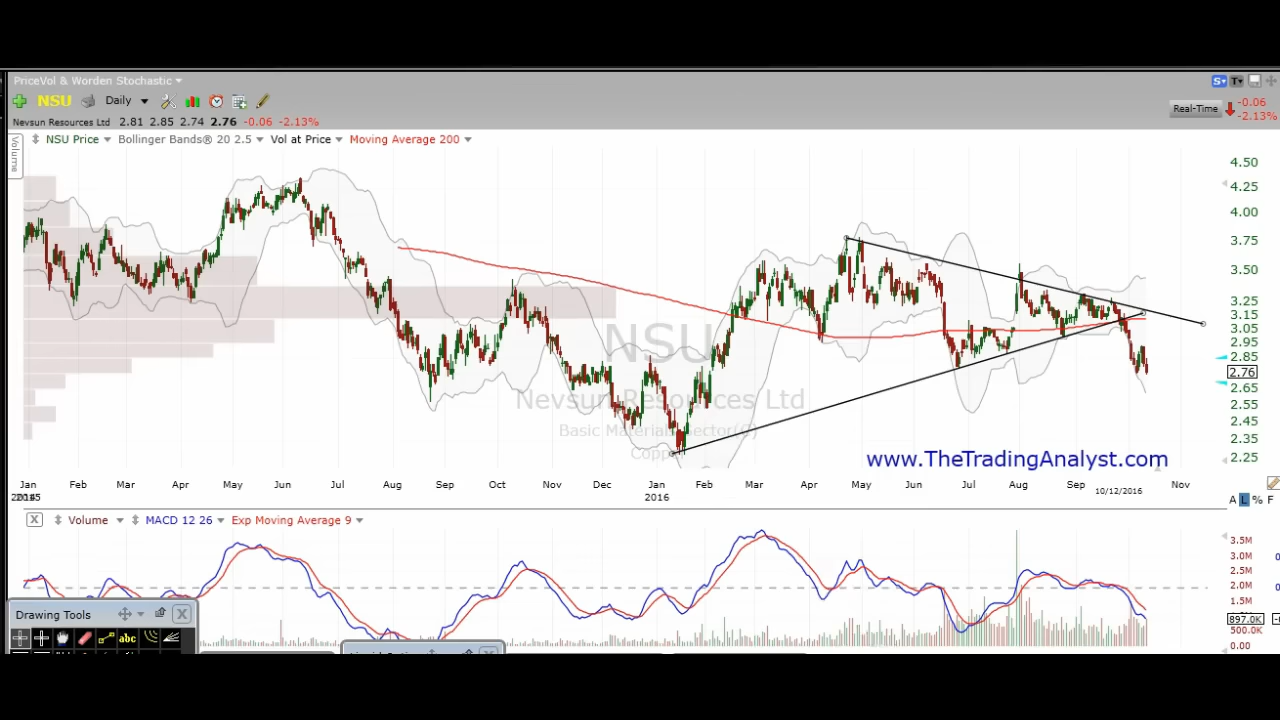 PriceVol & Worden Stochastic
NSU Daily
Real-Time -0.06
-2.13%
Nevsun Resources Ltd 2.81 2.85 2.74 2.76 -0.06 -2.13%
Volume
NSU Price Bollinger Bands® 20 2.5 Vol at Price Moving Average 200
4.50
4.25
4.00
3.75
3.50
3.25
3.15
3.05
2.95
2.85
2.76
2.65
2.55
2.45
2.35
2.25
NSU
Nevsun Resources Ltd
Basic Materials Sector(C)
Copper
www.TheTradingAnalyst.com
Jan Feb Mar Apr May Jun Jul Aug Sep Oct Nov Dec 2016 Feb Mar Apr May Jun Jul Aug Sep 10/12/2016 Nov
A L % F
X Volume MACD 12 26 Exp Moving Average 9
3.5M
3.0M
2.5M
2.0M
1.5M
897.0K
500.0K
0.00
Drawing Tools X
abc